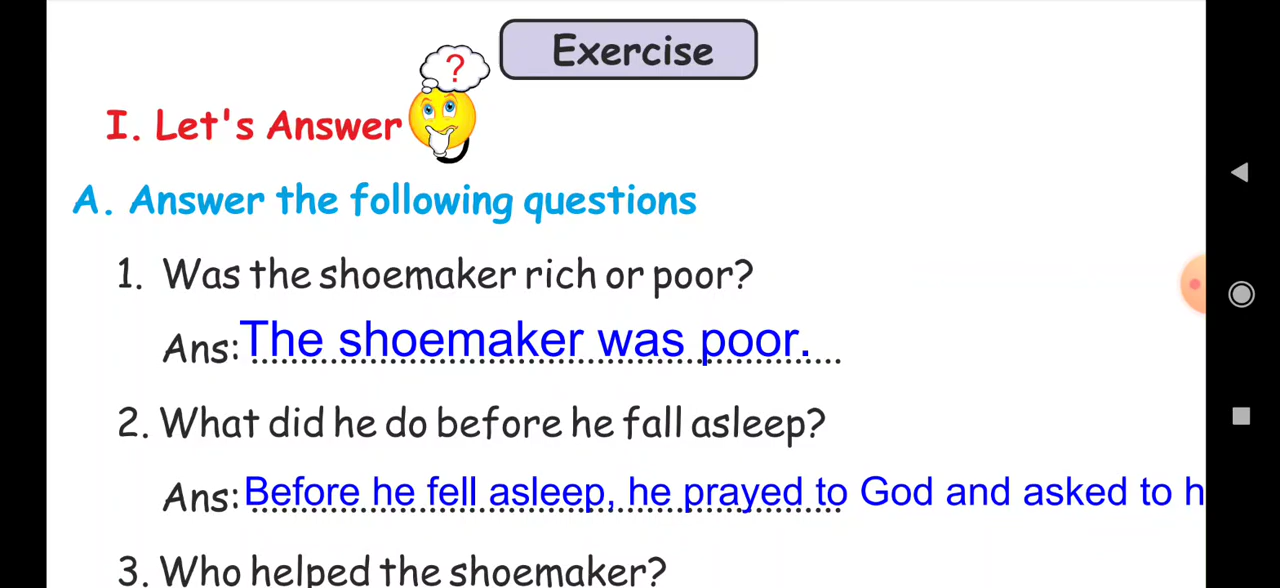 Exercise
?
I. Let's Answer
A. Answer the following questions
1. Was the shoemaker rich or poor?
Ans: The shoemaker was poor.
2. What did he do before he fall asleep?
Ans: Before he fell asleep, he prayed to God and asked to h
3. Who helped the shoemaker?